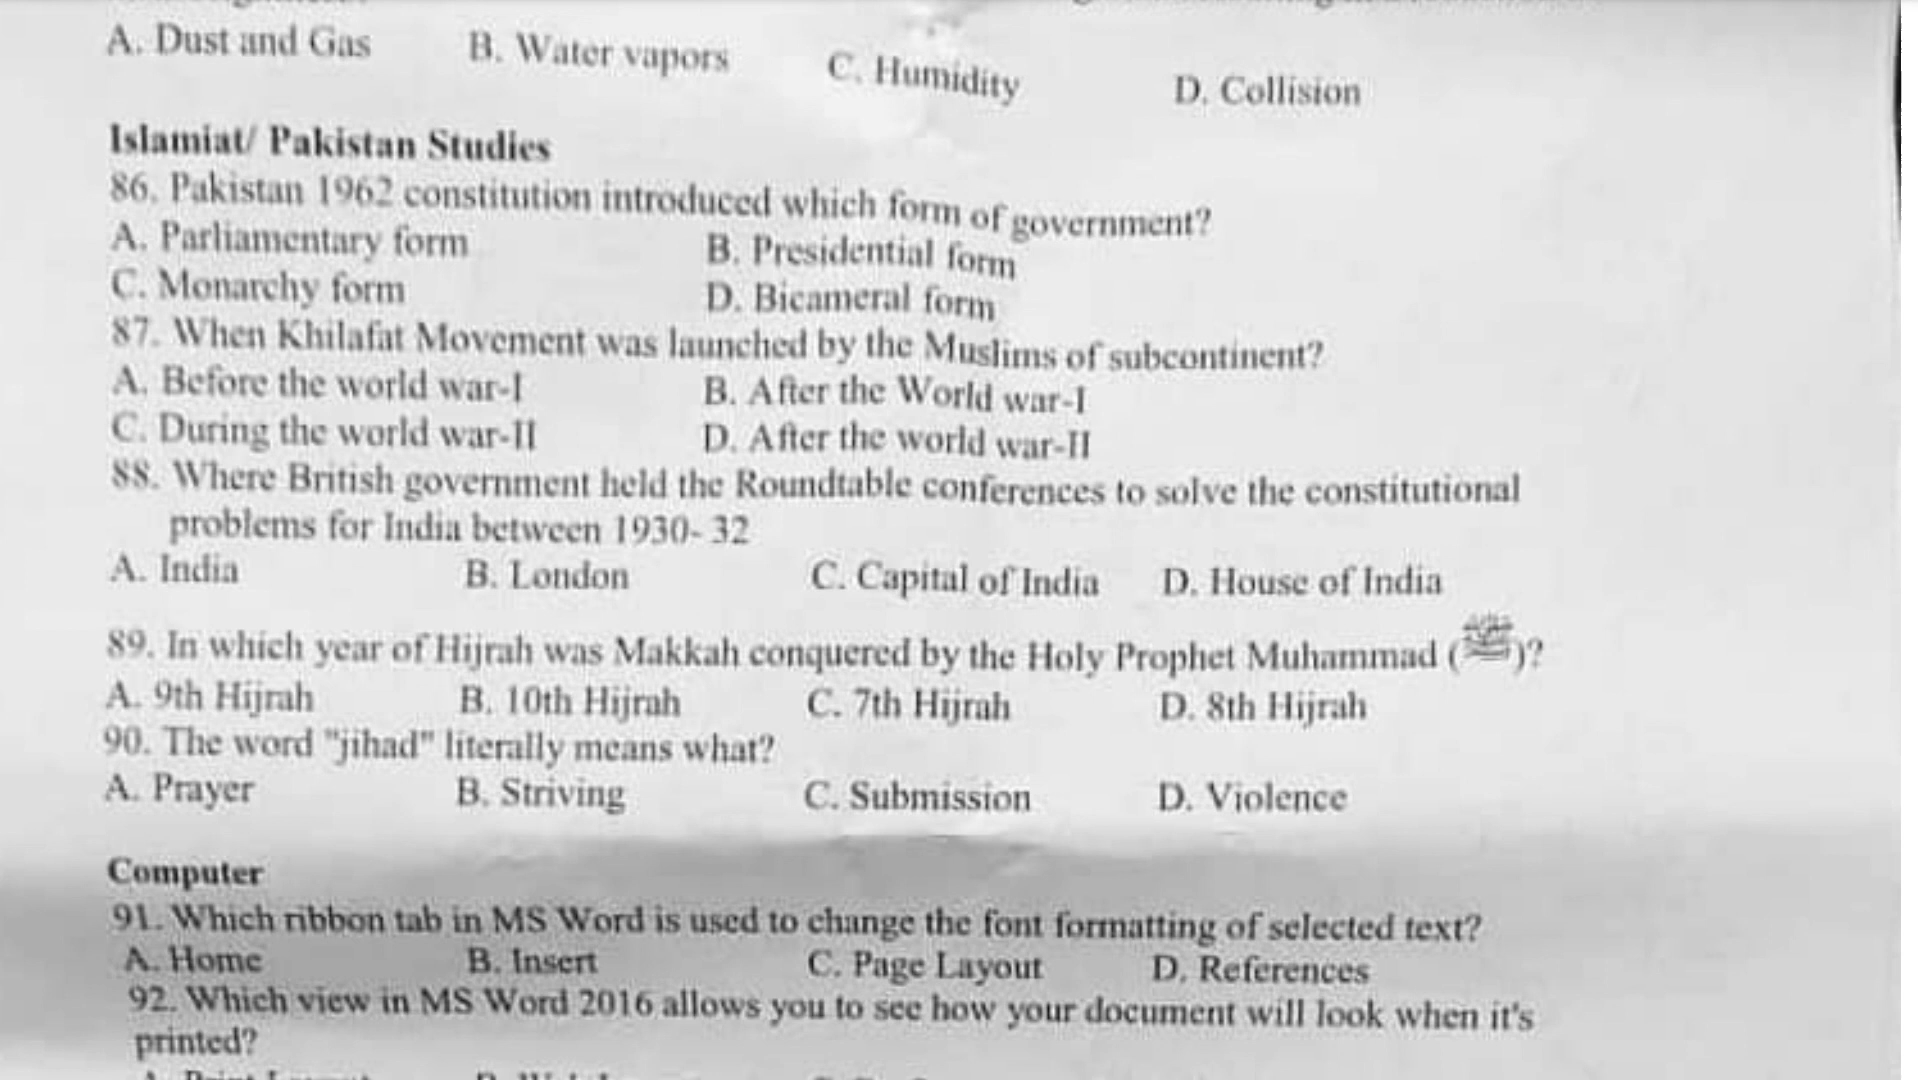 A. Dust and Gas B. Water vapors C. Humidity D. Collision
Islamiat/ Pakistan Studies
86. Pakistan 1962 constitution introduced which form of government?
A. Parliamentary form B. Presidential form
C. Monarchy form D. Bicameral form
87. When Khilafat Movement was launched by the Muslims of subcontinent?
A. Before the world war-I B. After the World war-I
C. During the world war-II D. After the world war-II
88. Where British government held the Roundtable conferences to solve the constitutional
problems for India between 1930- 32
A. India B. London C. Capital of India D. House of India
89. In which year of Hijrah was Makkah conquered by the Holy Prophet Muhammad (ﷺ)?
A. 9th Hijrah B. 10th Hijrah C. 7th Hijrah D. 8th Hijrah
90. The word "jihad" literally means what?
A. Prayer B. Striving C. Submission D. Violence
Computer
91. Which ribbon tab in MS Word is used to change the font formatting of selected text?
A. Home B. Insert C. Page Layout D. References
92. Which view in MS Word 2016 allows you to see how your document will look when it's
printed?